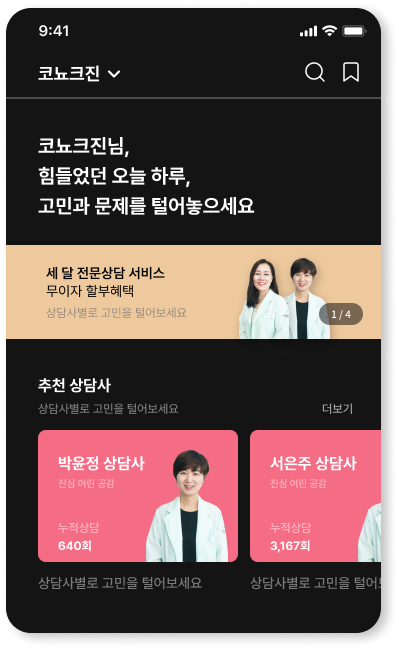 9:41
코뇨크진
코뇨크진님,
힘들었던 오늘 하루,
고민과 문제를 털어놓으세요
세 달 전문상담 서비스
무이자 할부혜택
상담사별로 고민을 털어보세요
1 / 4
추천 상담사
상담사별로 고민을 털어보세요
더보기
박윤정 상담사
진심 어린 공감
누적상담
640회
상담사별로 고민을 털어보세요
서은주 상담사
진심 어린 공감
누적상담
3,167회
상담사별로 고민을 털어보